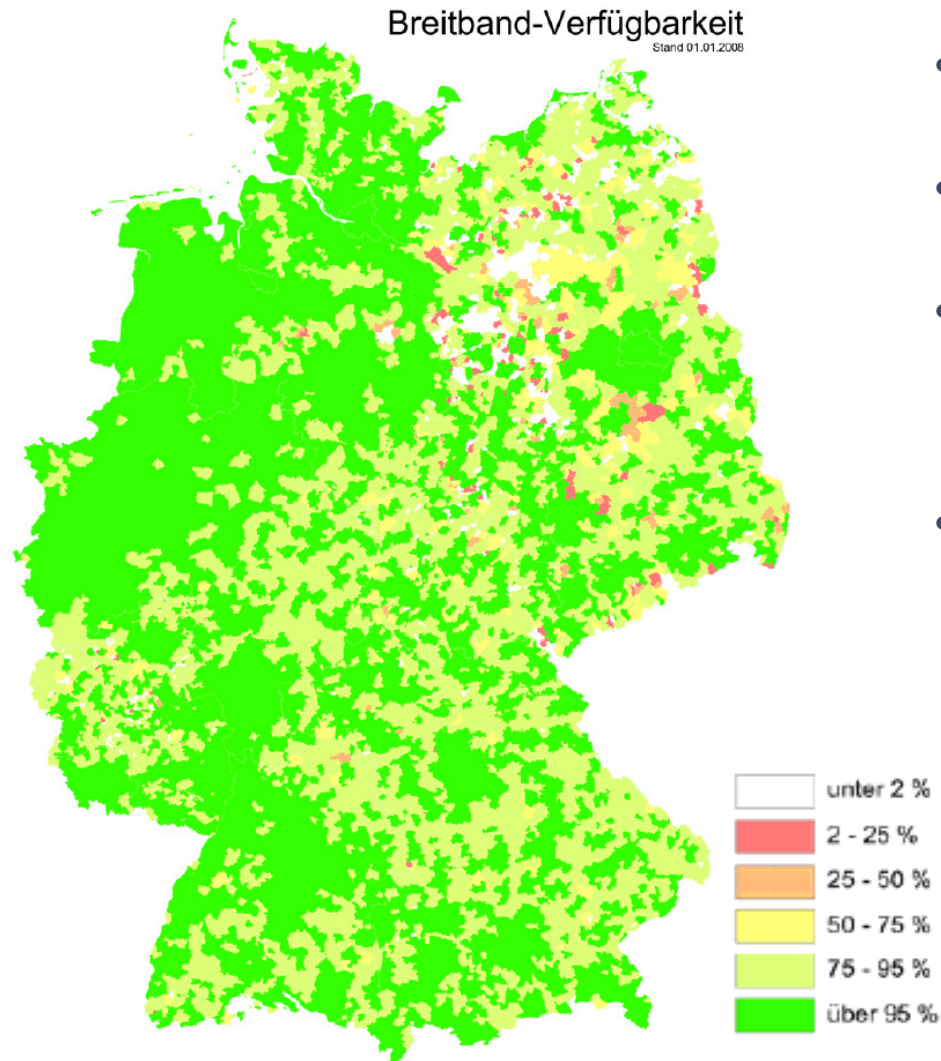 Breitband-Verfügbarkeit
Stand 01.01.2008
unter 2 %
2 - 25 %
25 - 50 %
50 - 75 %
75 - 95 %
über 95 %